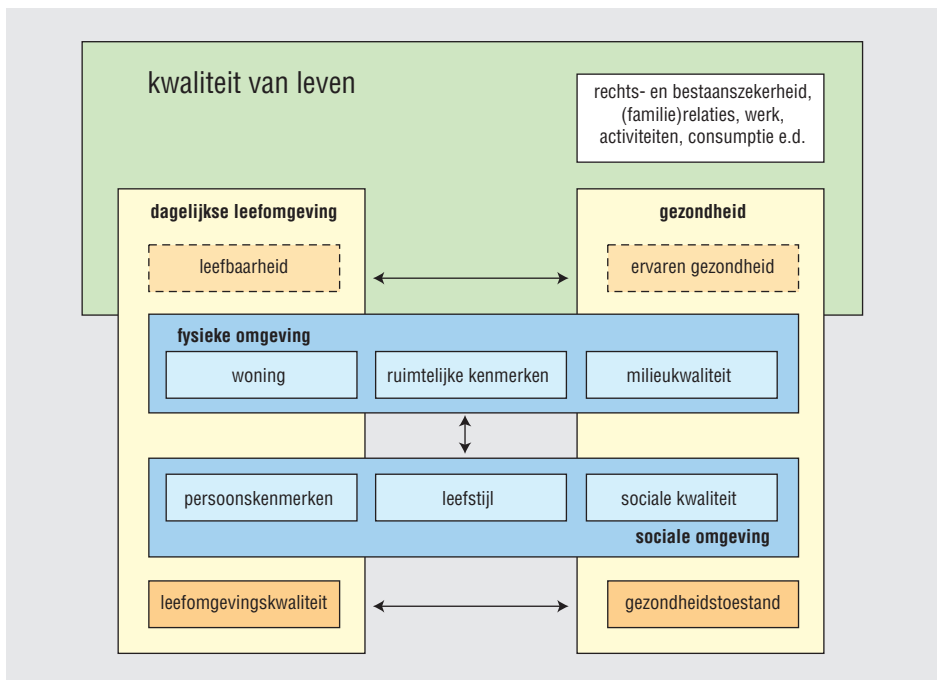 kwaliteit van leven
rechts- en bestaanszekerheid,
(familie)relaties, werk,
activiteiten, consumptie e.d.
dagelijkse leefomgeving
gezondheid
leefbaarheid
ervaren gezondheid
fysieke omgeving
woning
ruimtelijke kenmerken
milieukwaliteit
persoonskenmerken
leefstijl
sociale kwaliteit
sociale omgeving
leefomgevingskwaliteit
gezondheidstoestand